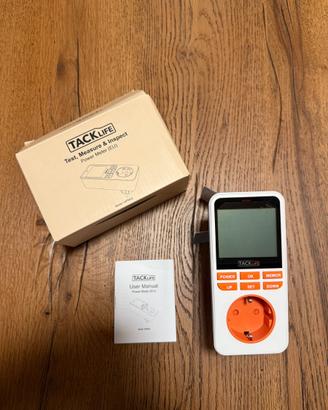 TACKLIFE
Test, Measure & Inspect
Power Meter (EU)
TACKLIFE
User Manual
Power Meter (EU)
TACKLIFE
POWER OK MEMORY
UP SET DOWN